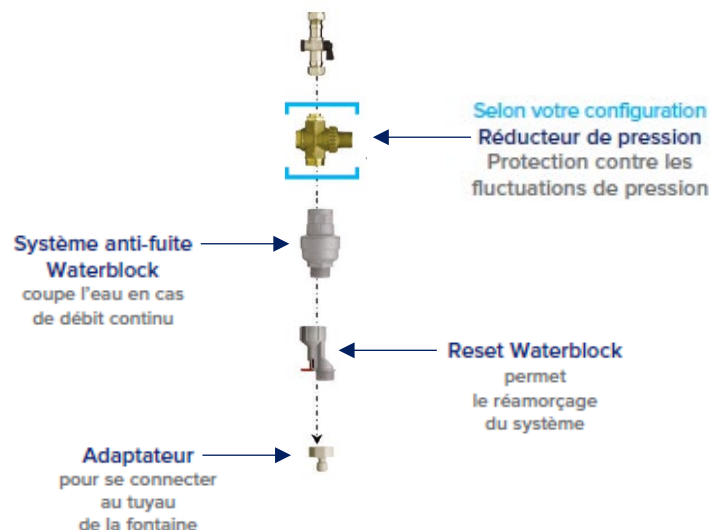 Selon votre configuration
Réducteur de pression
Protection contre les
fluctuations de pression
Système anti-fuite
Waterblock
coupe l'eau en cas
de débit continu
Reset Waterblock
permet
le réamorçage
du système
Adaptateur
pour se connecter
au tuyau
de la fontaine